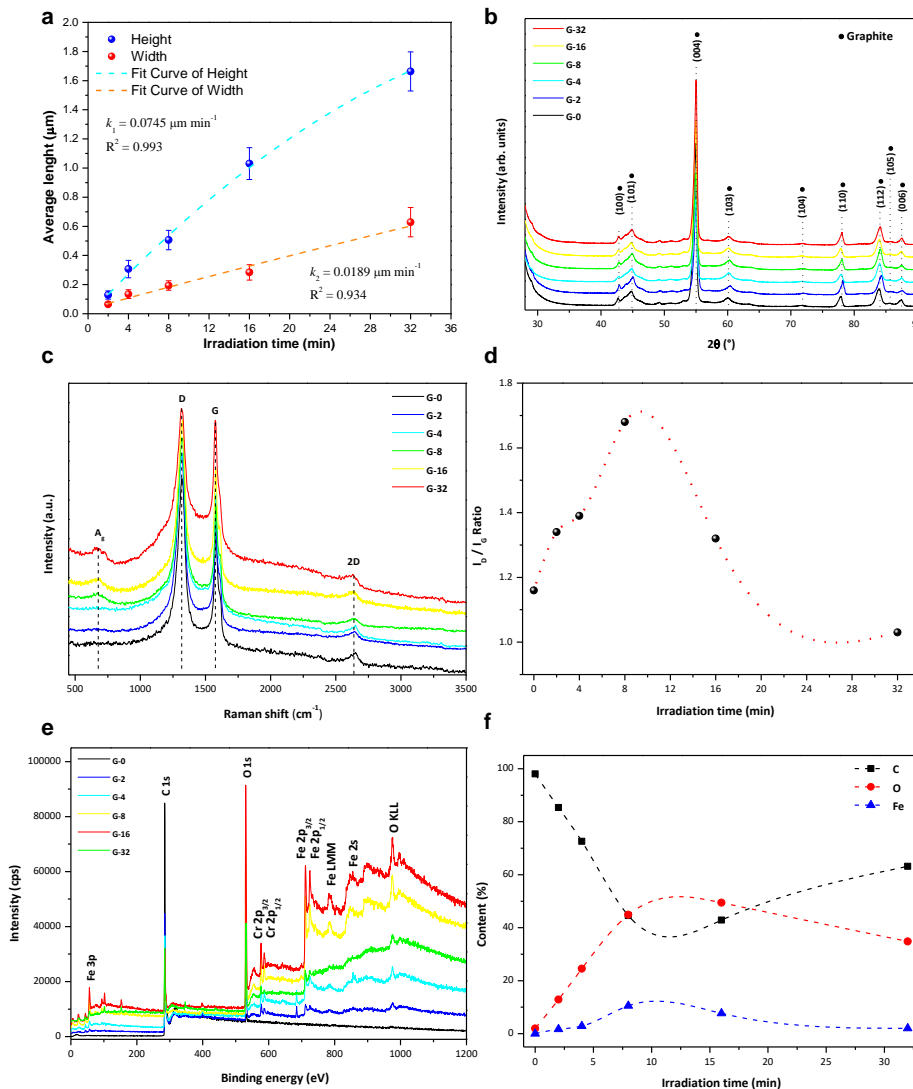 a
Height
Width
Fit Curve of Height
Fit Curve of Width
k1 = 0.0745 μm min-1
R2 = 0.993
k2 = 0.0189 μm min-1
R2 = 0.934
2.0
1.8
1.6
1.4
1.2
1.0
0.8
0.6
0.4
0.2
0.0
0 4 8 12 16 20 24 28 32 36
Average lenght (μm)
Irradiation time (min)
b
G-32
G-16
G-8
G-4
G-2
G-0
Graphite
(100)
(101)
(004)
(103)
(104)
(110)
(112)
(105)
(006)
Intensity (arb. units)
30 40 50 60 70 80 90
2θ (°)
c
D
G
Ag
2D
G-0
G-2
G-4
G-8
G-16
G-32
Intensity (a.u.)
500 1000 1500 2000 2500 3000 3500
Raman shift (cm-1)
d
1.8
1.6
1.4
1.2
1.0
ID / IG Ratio
0 4 8 12 16 20 24 28 32
Irradiation time (min)
e
G-0
G-2
G-4
G-8
G-16
G-32
Fe 3p
C 1s
O 1s
Cr 2p3/2
Cr 2p1/2
Fe 2p3/2
Fe 2p1/2
Fe LMM
Fe 2s
O KLL
100000
80000
60000
40000
20000
0
Intensity (cps)
0 200 400 600 800 1000 1200
Binding energy (eV)
f
C
O
Fe
100
80
60
40
20
0
Content (%)
0 5 10 15 20 25 30
Irradiation time (min)